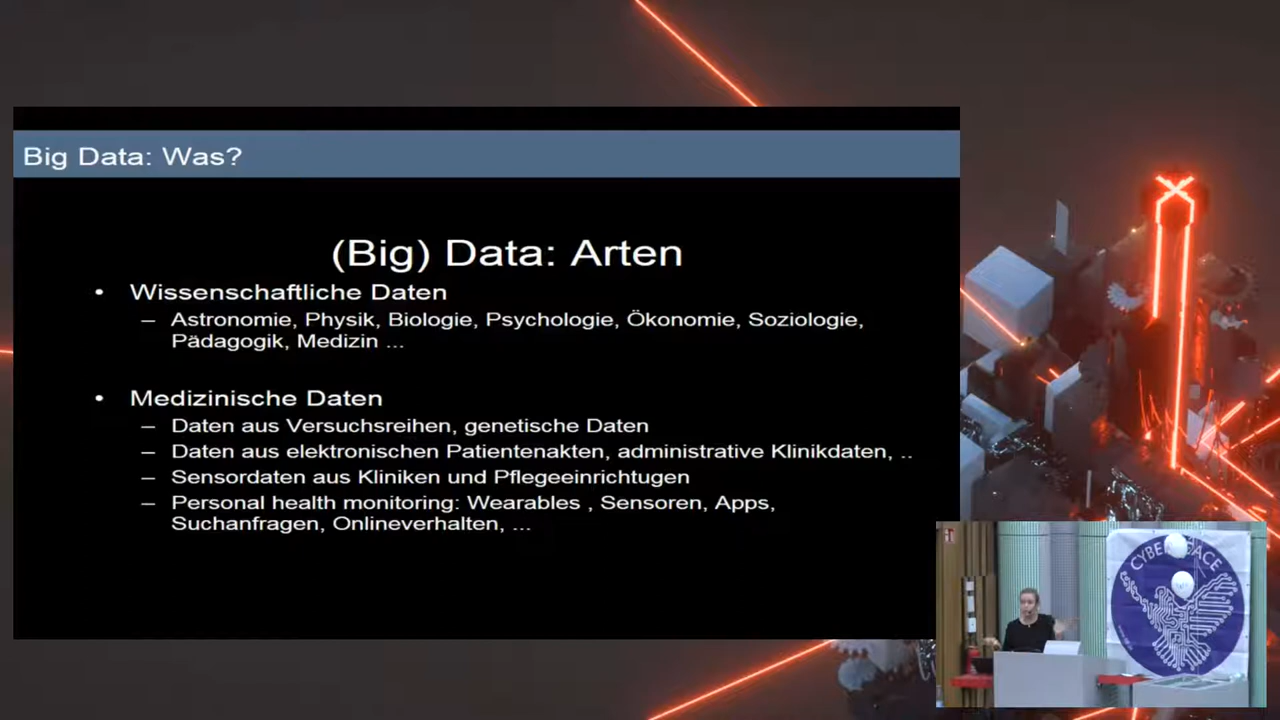 Big Data: Was?
(Big) Data: Arten
• Wissenschaftliche Daten
– Astronomie, Physik, Biologie, Psychologie, Ökonomie, Soziologie,
Pädagogik, Medizin ...
• Medizinische Daten
– Daten aus Versuchsreihen, genetische Daten
– Daten aus elektronischen Patientenakten, administrative Klinikdaten, ..
– Sensordaten aus Kliniken und Pflegeeinrichtugen
– Personal health monitoring: Wearables , Sensoren, Apps,
Suchanfragen, Onlineverhalten, ...